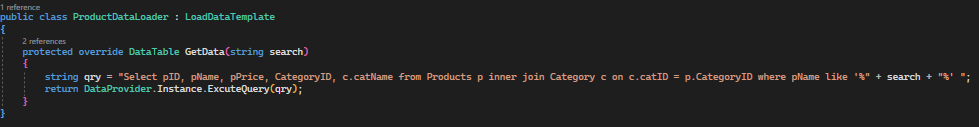 1 reference
public class ProductDataLoader : LoadDataTemplate
{
2 references
protected override DataTable GetData(string search)
{
string qry = "Select pID, pName, pPrice, CategoryID, c.catName from Products p inner join Category c on c.catID = p.CategoryID where pName like '%" + search + "%' ";
return DataProvider.Instance.ExcuteQuery(qry);
}
}